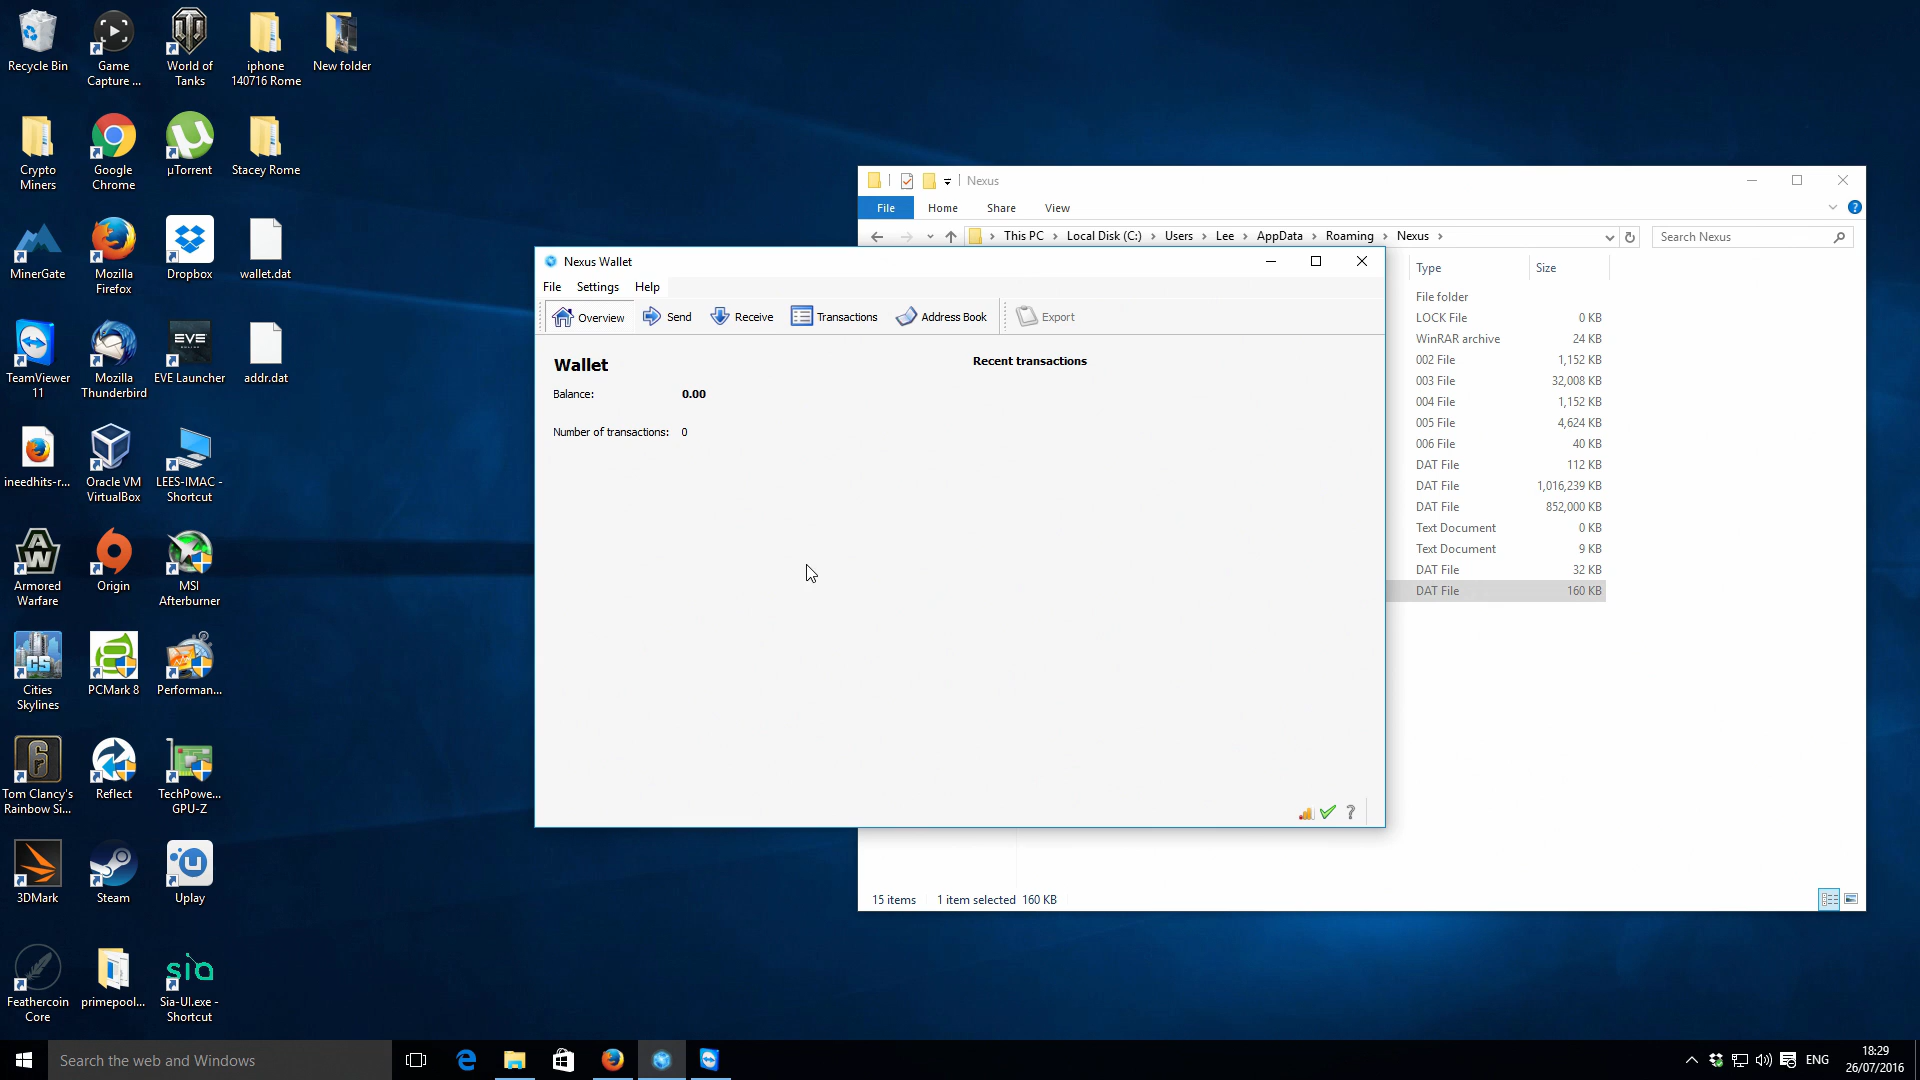 Recycle Bin
Game
Capture ...
World of
Tanks
iphone
140716 Rome
New folder
Crypto
Miners
Google
Chrome
µTorrent
Stacey Rome
MinerGate
Mozilla
Firefox
Dropbox
wallet.dat
TeamViewer
11
Mozilla
Thunderbird
EVE
EVE Launcher
addr.dat
ineedhits-r...
Oracle VM
VirtualBox
LEES-IMAC -
Shortcut
Armored
Warfare
Origin
MSI
Afterburner
CS
Cities
Skylines
PCMark 8
Performan...
6
Tom Clancy's
Rainbow Si...
Reflect
TechPowe...
GPU-Z
3DMark
Steam
Uplay
Feathercoin
Core
primepool...
sia
Sia-UI.exe -
Shortcut
Nexus
File Home Share View
This PC > Local Disk (C:) > Users > Lee > AppData > Roaming > Nexus >
Search Nexus
Type Size
File folder
LOCK File 0 KB
WinRAR archive 24 KB
002 File 1,152 KB
003 File 32,008 KB
004 File 1,152 KB
005 File 4,624 KB
006 File 40 KB
DAT File 112 KB
DAT File 1,016,239 KB
DAT File 852,000 KB
Text Document 0 KB
Text Document 9 KB
DAT File 32 KB
DAT File 160 KB
15 items 1 item selected 160 KB
Nexus Wallet
File Settings Help
Overview Send Receive Transactions Address Book Export
Wallet
Recent transactions
Balance: 0.00
Number of transactions: 0
Search the web and Windows
ENG
18:29
26/07/2016